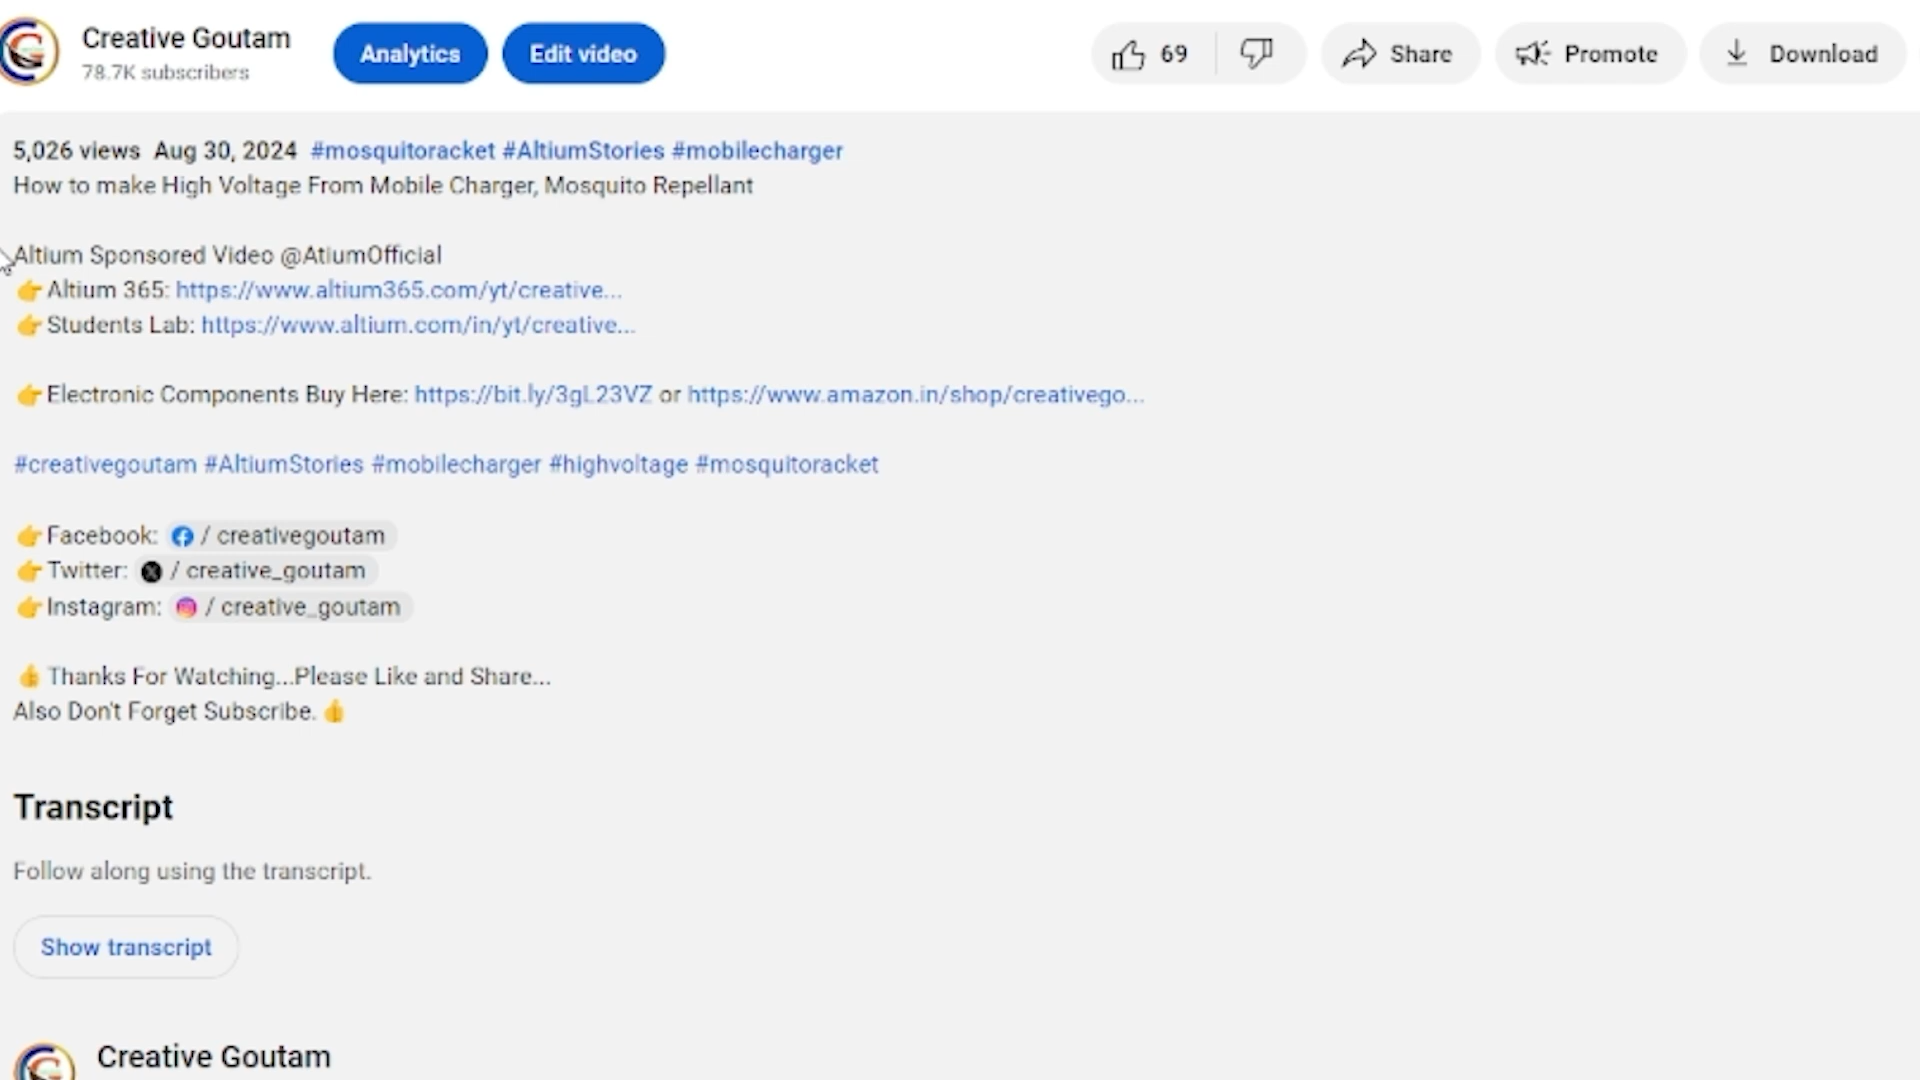 Creative Goutam
78.7K subscribers
Analytics
Edit video
69
Share
Promote
Download
5,026 views Aug 30, 2024 #mosquitoracket #AltiumStories #mobilecharger
How to make High Voltage From Mobile Charger, Mosquito Repellant
Altium Sponsored Video @AtiumOfficial
👉Altium 365: https://www.altium365.com/yt/creative...
👉Students Lab: https://www.altium.com/in/yt/creative...
👉Electronic Components Buy Here: https://bit.ly/3gL23VZ or https://www.amazon.in/shop/creativego...
#creativegoutam #AltiumStories #mobilecharger #highvoltage #mosquitoracket
👉Facebook: / creativegoutam
👉Twitter: / creative_goutam
👉Instagram: / creative_goutam
👍Thanks For Watching...Please Like and Share...
Also Don't Forget Subscribe. 👍
Transcript
Follow along using the transcript.
Show transcript
Creative Goutam